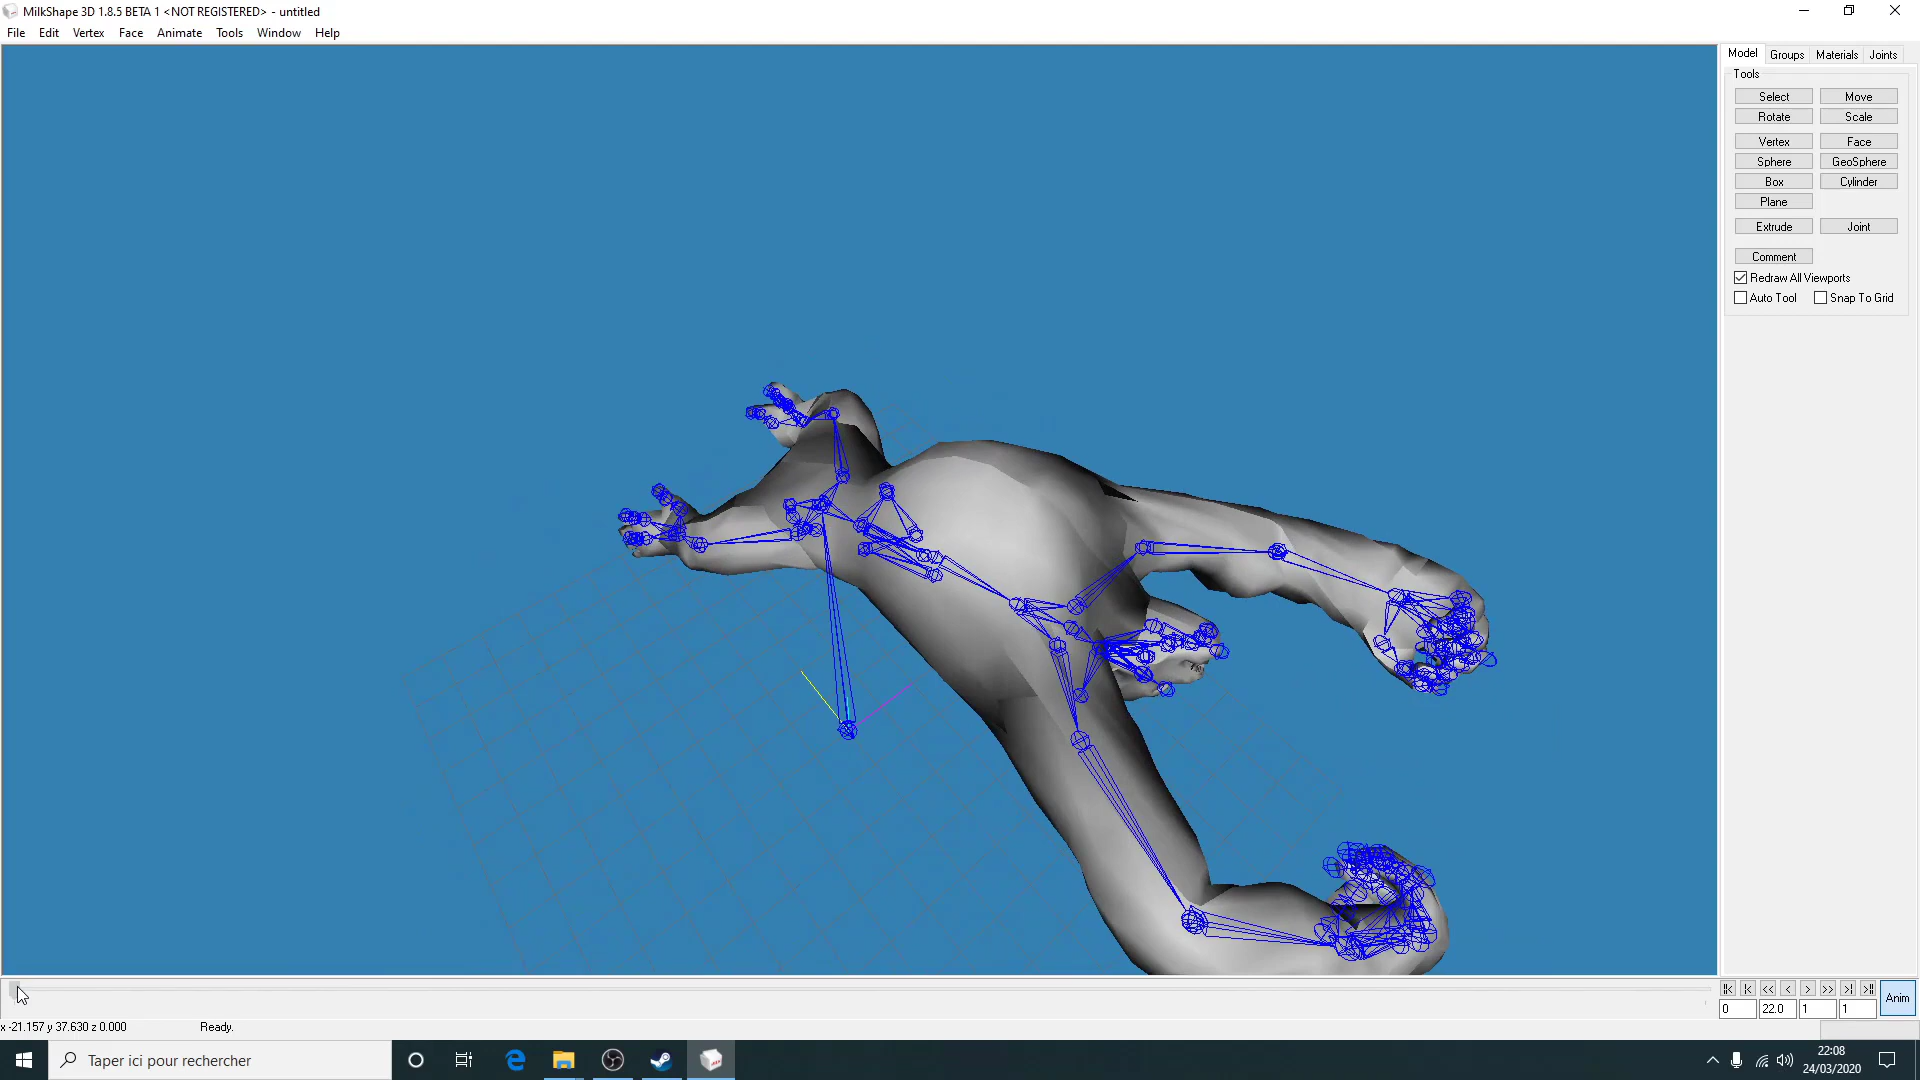 MilkShape 3D 1.8.5 BETA 1 <NOT REGISTERED> - untitled
File Edit Vertex Face Animate Tools Window Help
Model Groups Materials Joints
Tools
Select Move
Rotate Scale
Vertex Face
Sphere GeoSphere
Box Cylinder
Plane
Extrude Joint
Comment
Redraw All Viewports
Auto Tool Snap To Grid
0 22.0 1 1 Anim
x -21.157 y 37.630 z 0.000 Ready.
Taper ici pour rechercher
22:08
24/03/2020